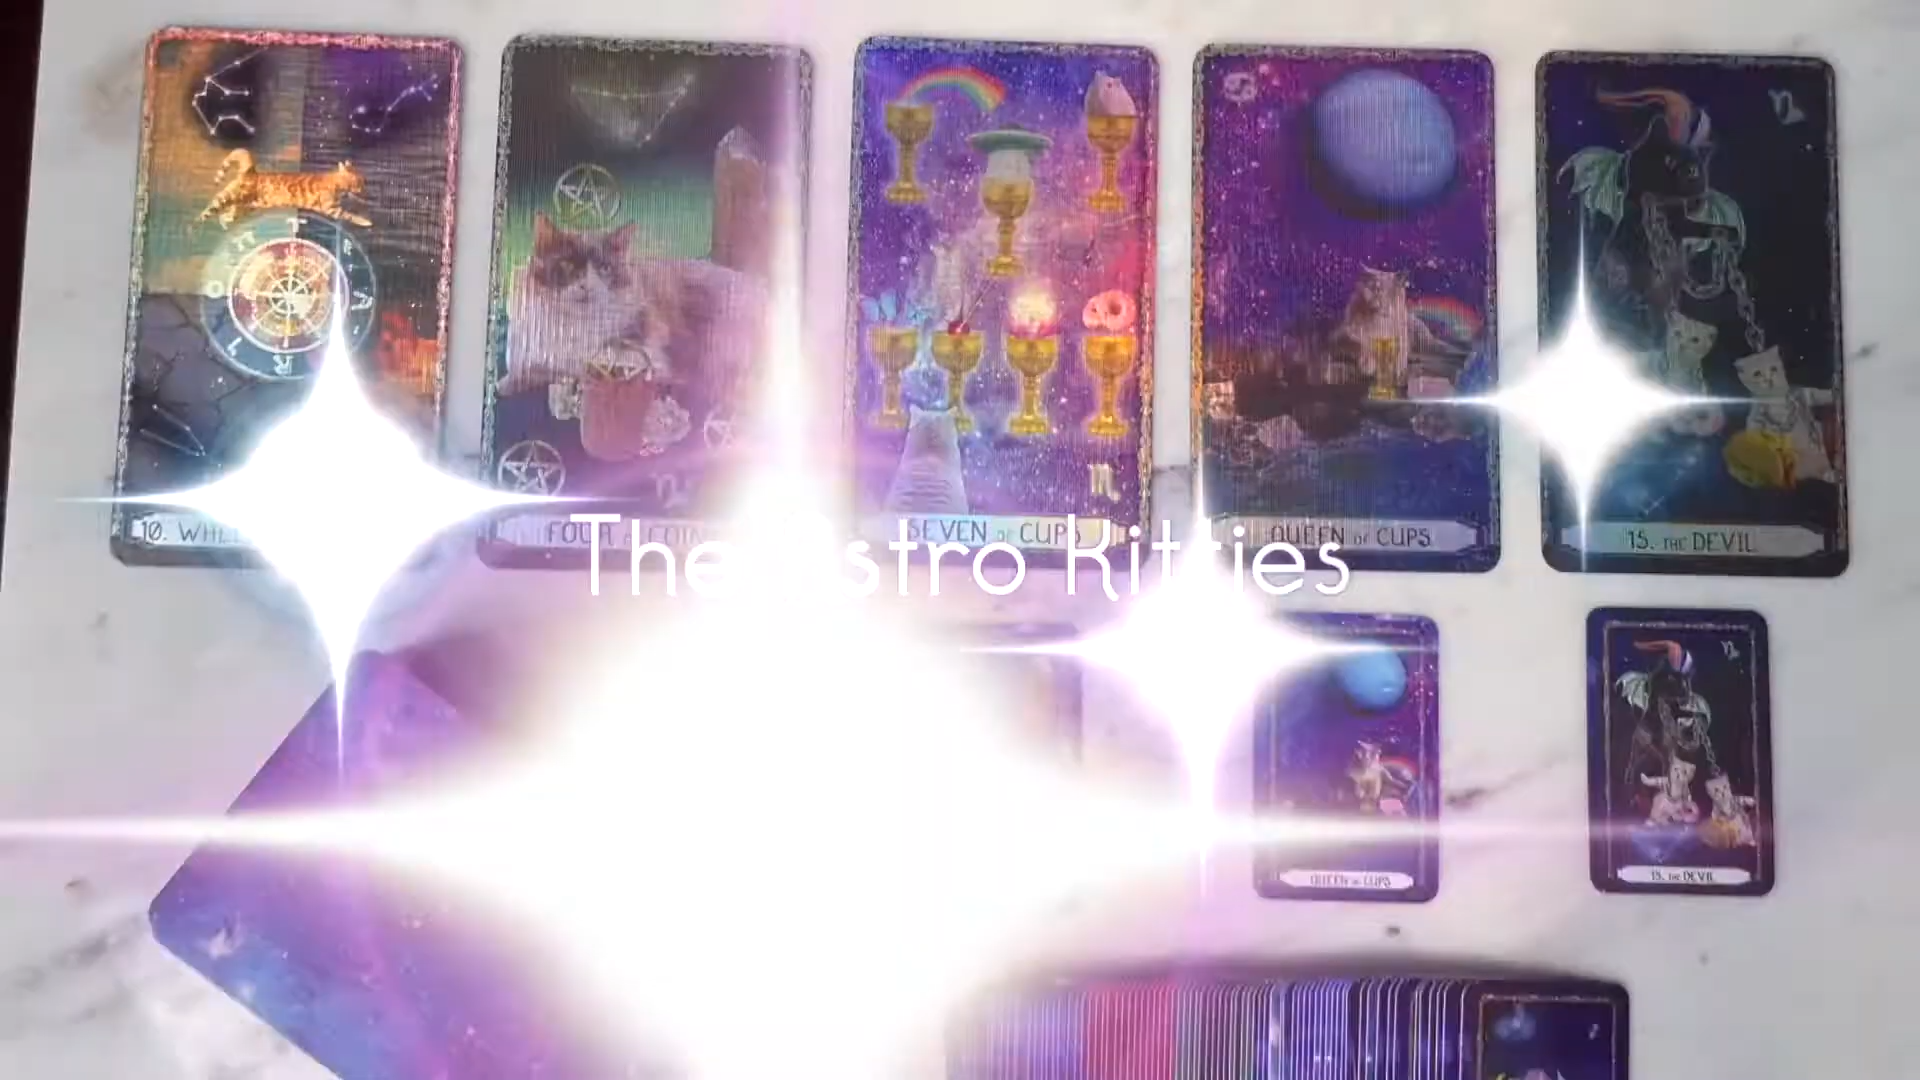 10. WHE
FOUR
SEVEN OF CUPS
QUEEN OF CUPS
15. THE DEVIL
The Astro Kitties
QUEEN OF CUPS
15. THE DEVIL